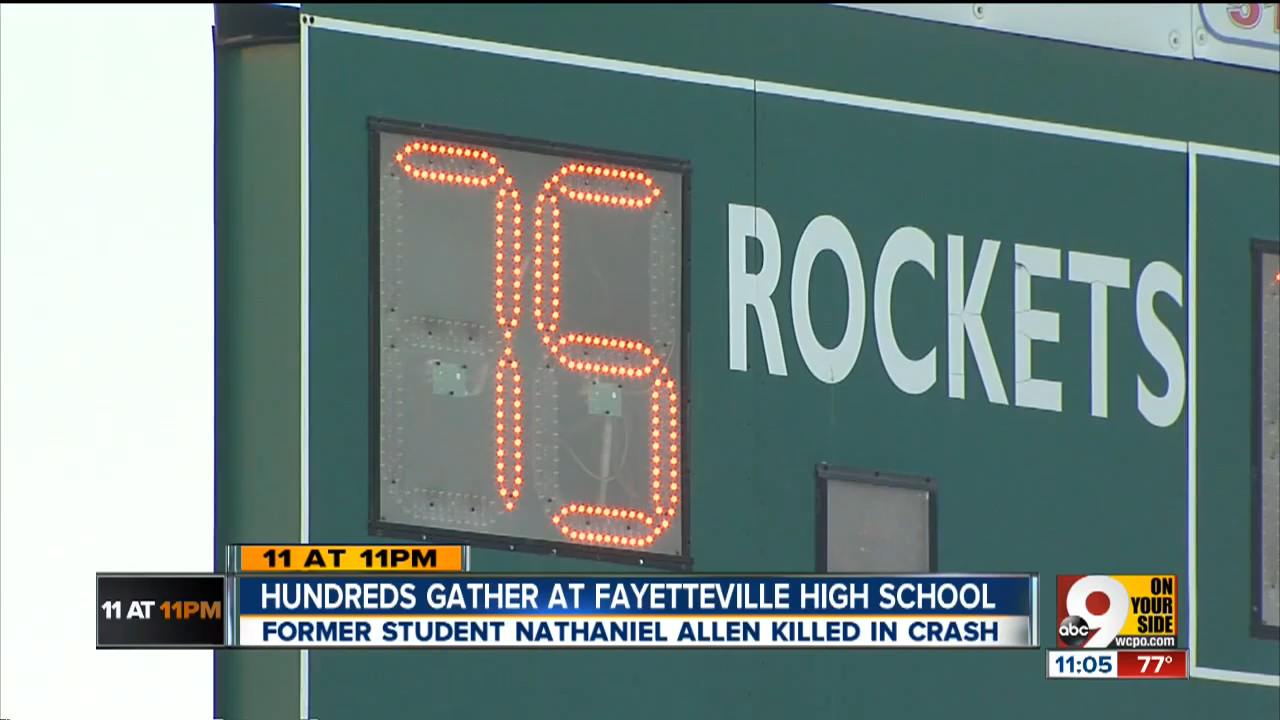 75
ROCKETS
11 AT 11PM
11 AT 11PM
HUNDREDS GATHER AT FAYETTEVILLE HIGH SCHOOL
FORMER STUDENT NATHANIEL ALLEN KILLED IN CRASH
abc 9
ON
YOUR
SIDE
wcpo.com
11:05 77°